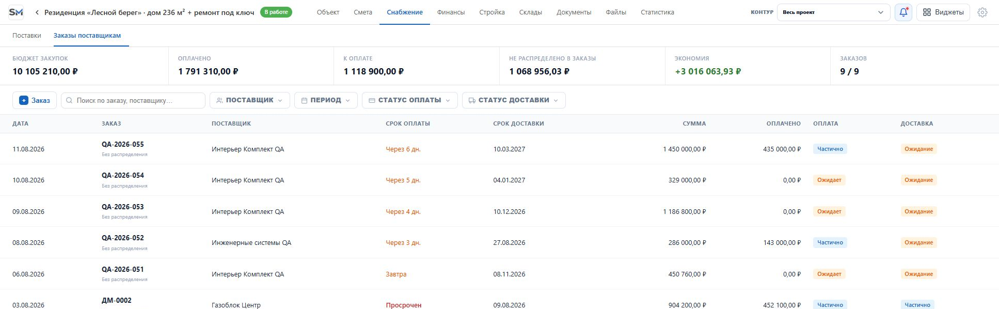 SM
Резиденция «Лесной берег» · дом 236 м² + ремонт под ключ
В работе
Объект
Смета
Снабжение
Финансы
Стройка
Склады
Документы
Файлы
Статистика
КОНТУР
Весь проект
Виджеты
Поставки
Заказы поставщикам
БЮДЖЕТ ЗАКУПОК
10 105 210,00 ₽
ОПЛАЧЕНО
1 791 310,00 ₽
К ОПЛАТЕ
1 118 900,00 ₽
НЕ РАСПРЕДЕЛЕНО В ЗАКАЗЫ
1 068 956,03 ₽
ЭКОНОМИЯ
+3 016 063,93 ₽
ЗАКАЗОВ
9 / 9
+ Заказ
Поиск по заказу, поставщику...
ПОСТАВЩИК
ПЕРИОД
СТАТУС ОПЛАТЫ
СТАТУС ДОСТАВКИ
ДАТА ЗАКАЗ ПОСТАВЩИК СРОК ОПЛАТЫ СРОК ДОСТАВКИ СУММА ОПЛАЧЕНО ОПЛАТА ДОСТАВКА
11.08.2026 QA-2026-055 Интерьер Комплект QA Через 6 дн. 10.03.2027 1 450 000,00 ₽ 435 000,00 ₽ Частично Ожидание
Без распределения
10.08.2026 QA-2026-054 Интерьер Комплект QA Через 5 дн. 04.01.2027 329 000,00 ₽ 0,00 ₽ Ожидает Ожидание
Без распределения
09.08.2026 QA-2026-053 Интерьер Комплект QA Через 4 дн. 10.12.2026 1 186 800,00 ₽ 0,00 ₽ Ожидает Ожидание
Без распределения
08.08.2026 QA-2026-052 Инженерные системы QA Через 3 дн. 27.08.2026 286 000,00 ₽ 143 000,00 ₽ Частично Ожидание
Без распределения
06.08.2026 QA-2026-051 Интерьер Комплект QA Завтра 08.11.2026 450 760,00 ₽ 0,00 ₽ Ожидает Ожидание
Без распределения
03.08.2026 ДМ-0002 Газоблок Центр Просрочен 09.08.2026 904 200,00 ₽ 452 100,00 ₽ Частично Частично